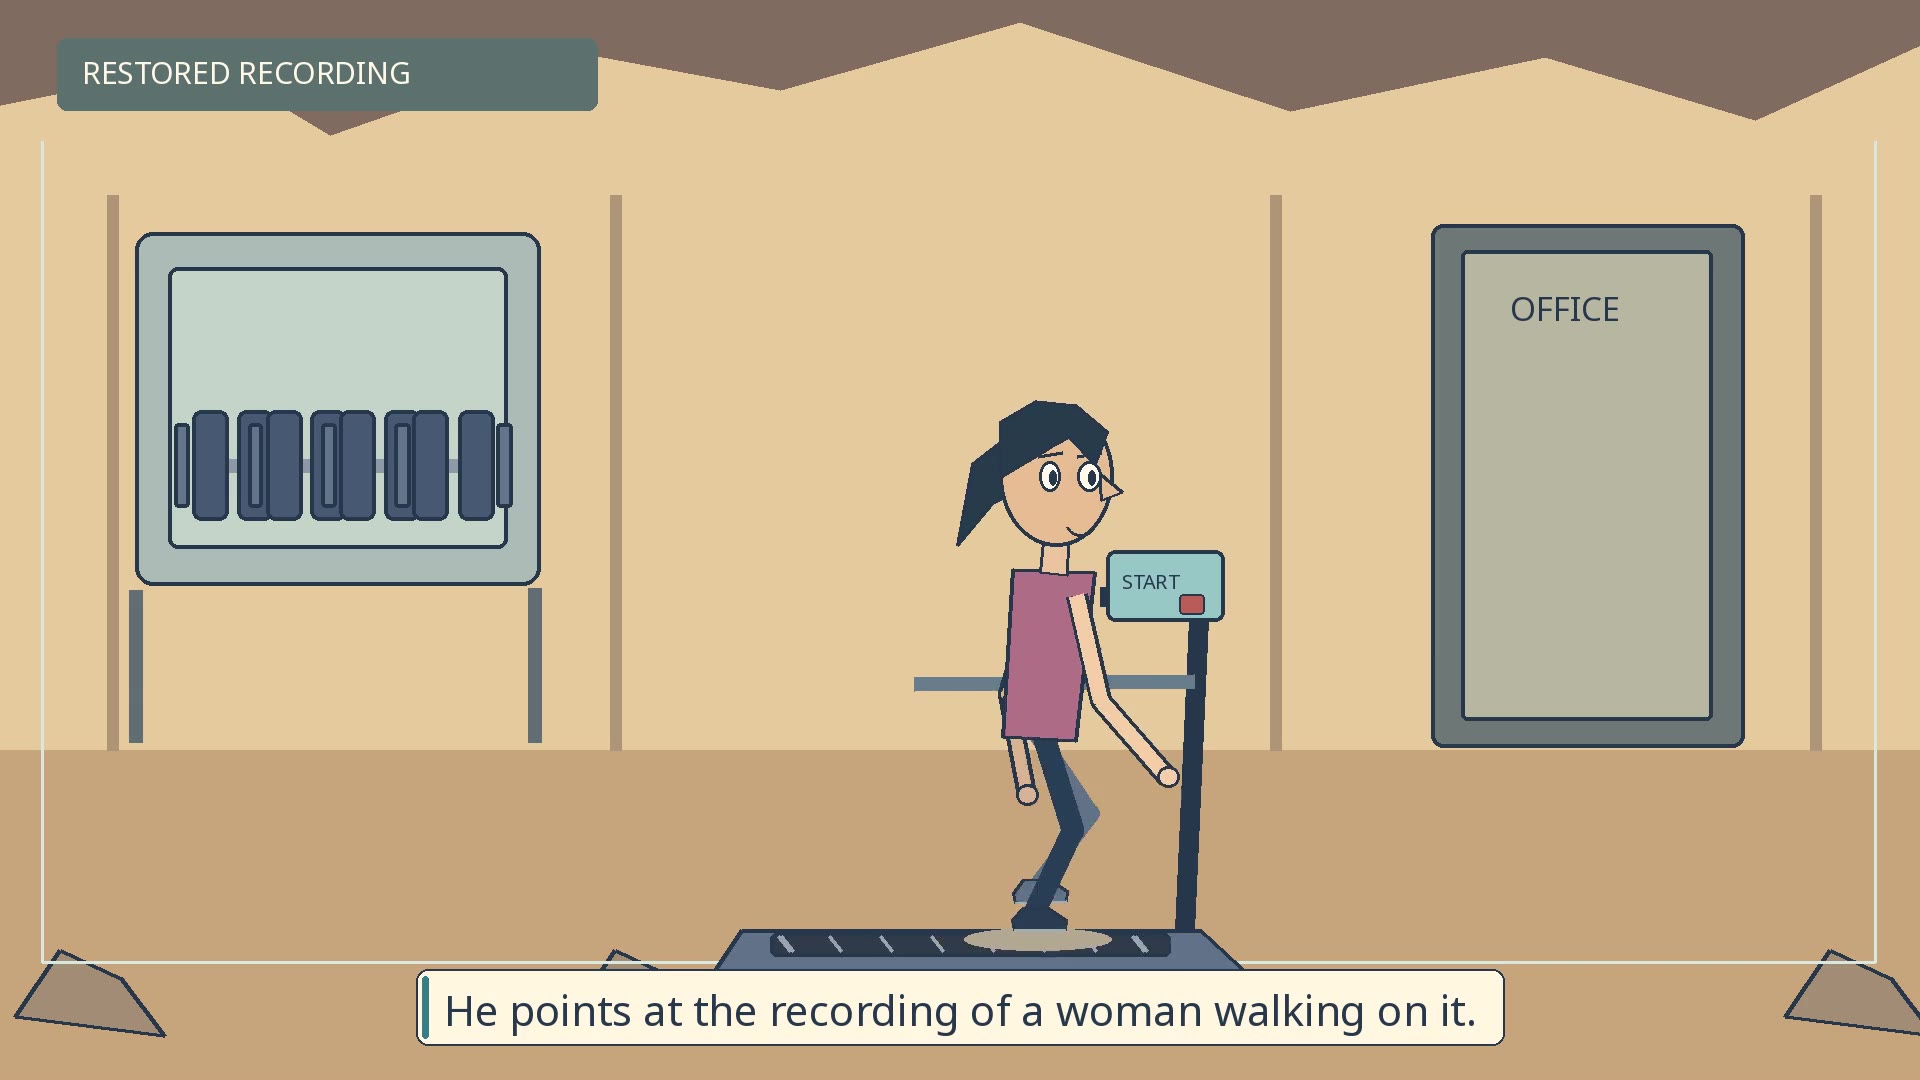 RESTORED RECORDING
OFFICE
START
He points at the recording of a woman walking on it.